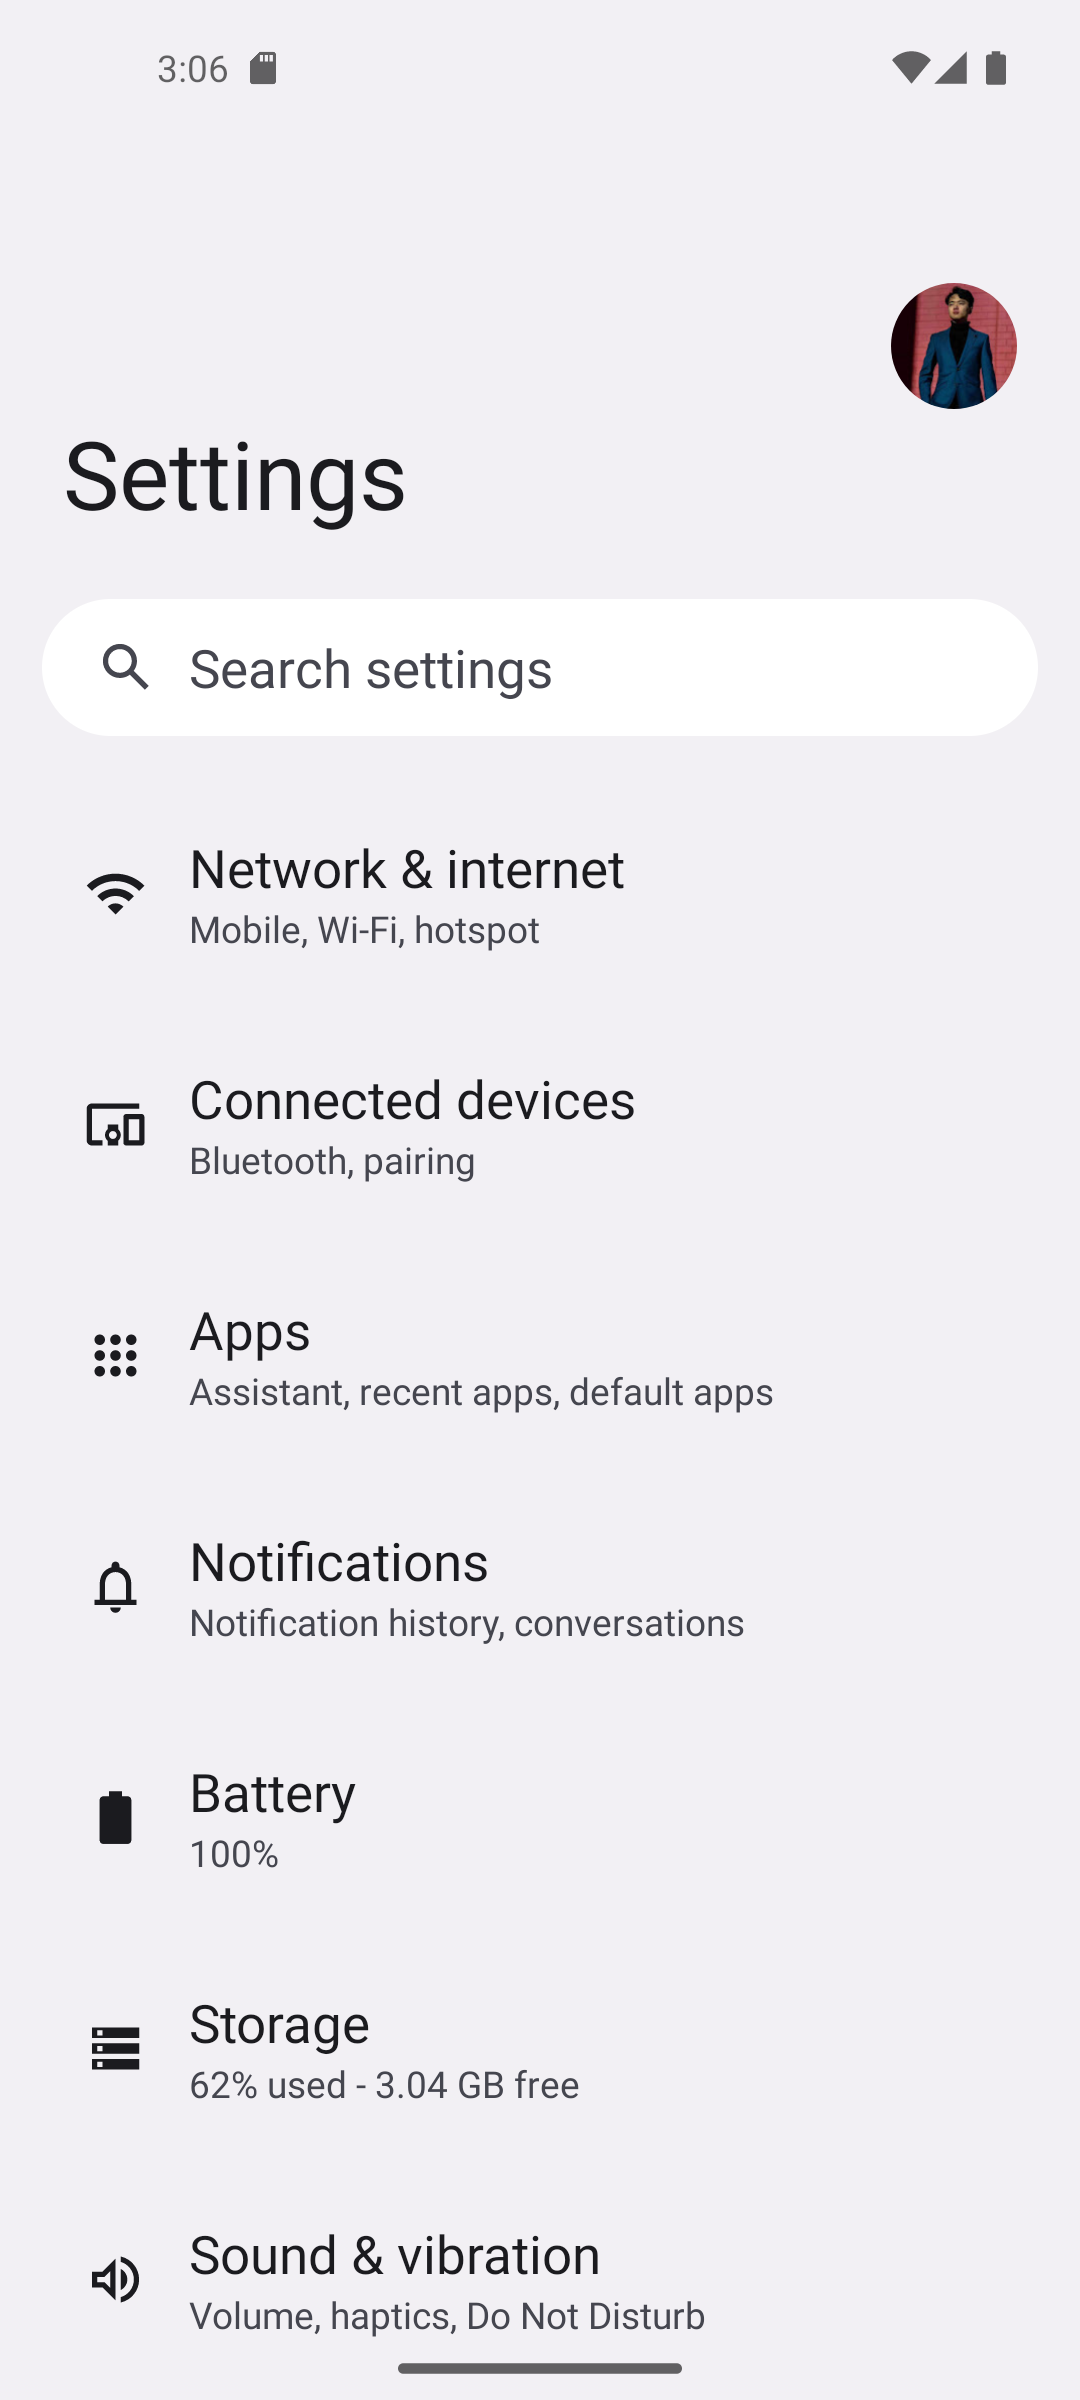 3:06
Settings
Search settings
Network & internet
Mobile, Wi-Fi, hotspot
Connected devices
Bluetooth, pairing
Apps
Assistant, recent apps, default apps
Notifications
Notification history, conversations
Battery
100%
Storage
62% used - 3.04 GB free
Sound & vibration
Volume, haptics, Do Not Disturb